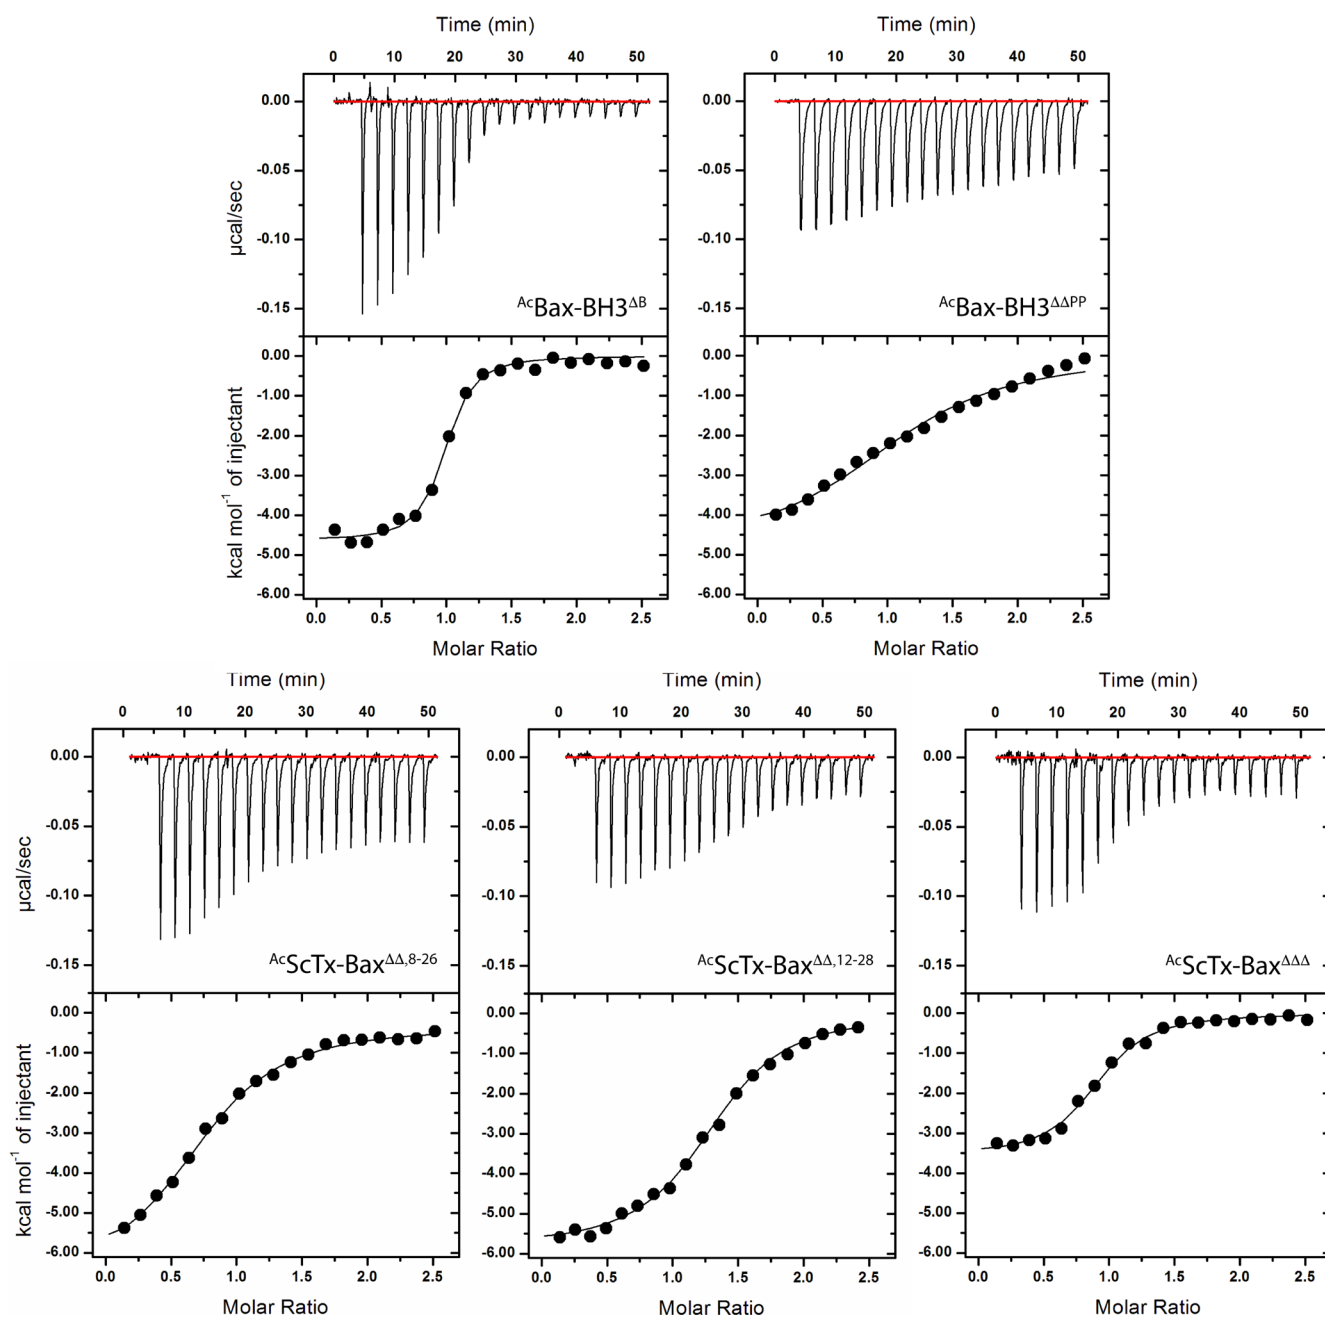 Time (min)
Time (min)
0 10 20 30 40 50
0 10 20 30 40 50
0.00
-0.05
-0.10
-0.15
µcal/sec
AcBax-BH3ΔB
0.00
-0.05
-0.10
-0.15
AcBax-BH3ΔΔPP
0.00
-1.00
-2.00
-3.00
-4.00
-5.00
-6.00
kcal mol-1 of injectant
0.00
-1.00
-2.00
-3.00
-4.00
-5.00
-6.00
0.0 0.5 1.0 1.5 2.0 2.5
0.0 0.5 1.0 1.5 2.0 2.5
Molar Ratio
Molar Ratio
Time (min)
Time (min)
Time (min)
0 10 20 30 40 50
0 10 20 30 40 50
0 10 20 30 40 50
0.00
-0.05
-0.10
-0.15
µcal/sec
AcScTx-BaxΔΔ,8-26
0.00
-0.05
-0.10
-0.15
AcScTx-BaxΔΔ,12-28
0.00
-0.05
-0.10
-0.15
AcScTx-BaxΔΔΔ
0.00
-1.00
-2.00
-3.00
-4.00
-5.00
-6.00
kcal mol-1 of injectant
0.00
-1.00
-2.00
-3.00
-4.00
-5.00
-6.00
0.00
-1.00
-2.00
-3.00
-4.00
-5.00
-6.00
0.0 0.5 1.0 1.5 2.0 2.5
0.0 0.5 1.0 1.5 2.0 2.5
0.0 0.5 1.0 1.5 2.0 2.5
Molar Ratio
Molar Ratio
Molar Ratio